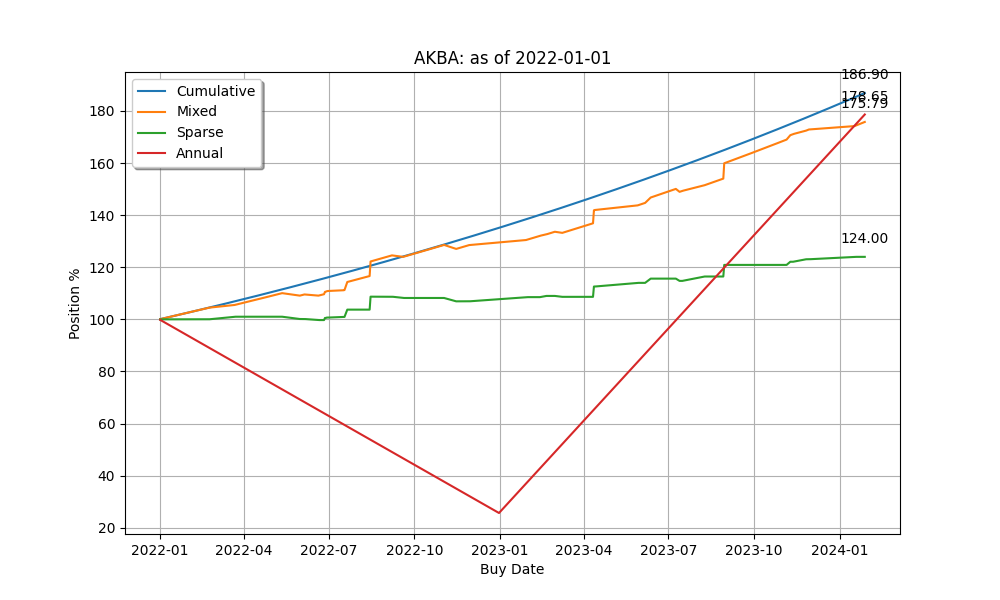 AKBA: as of 2022-01-01
Cumulative
Mixed
Sparse
Annual
186.90
178.65
175.79
124.00
Position %
180
160
140
120
100
80
60
40
20
2022-01 2022-04 2022-07 2022-10 2023-01 2023-04 2023-07 2023-10 2024-01
Buy Date